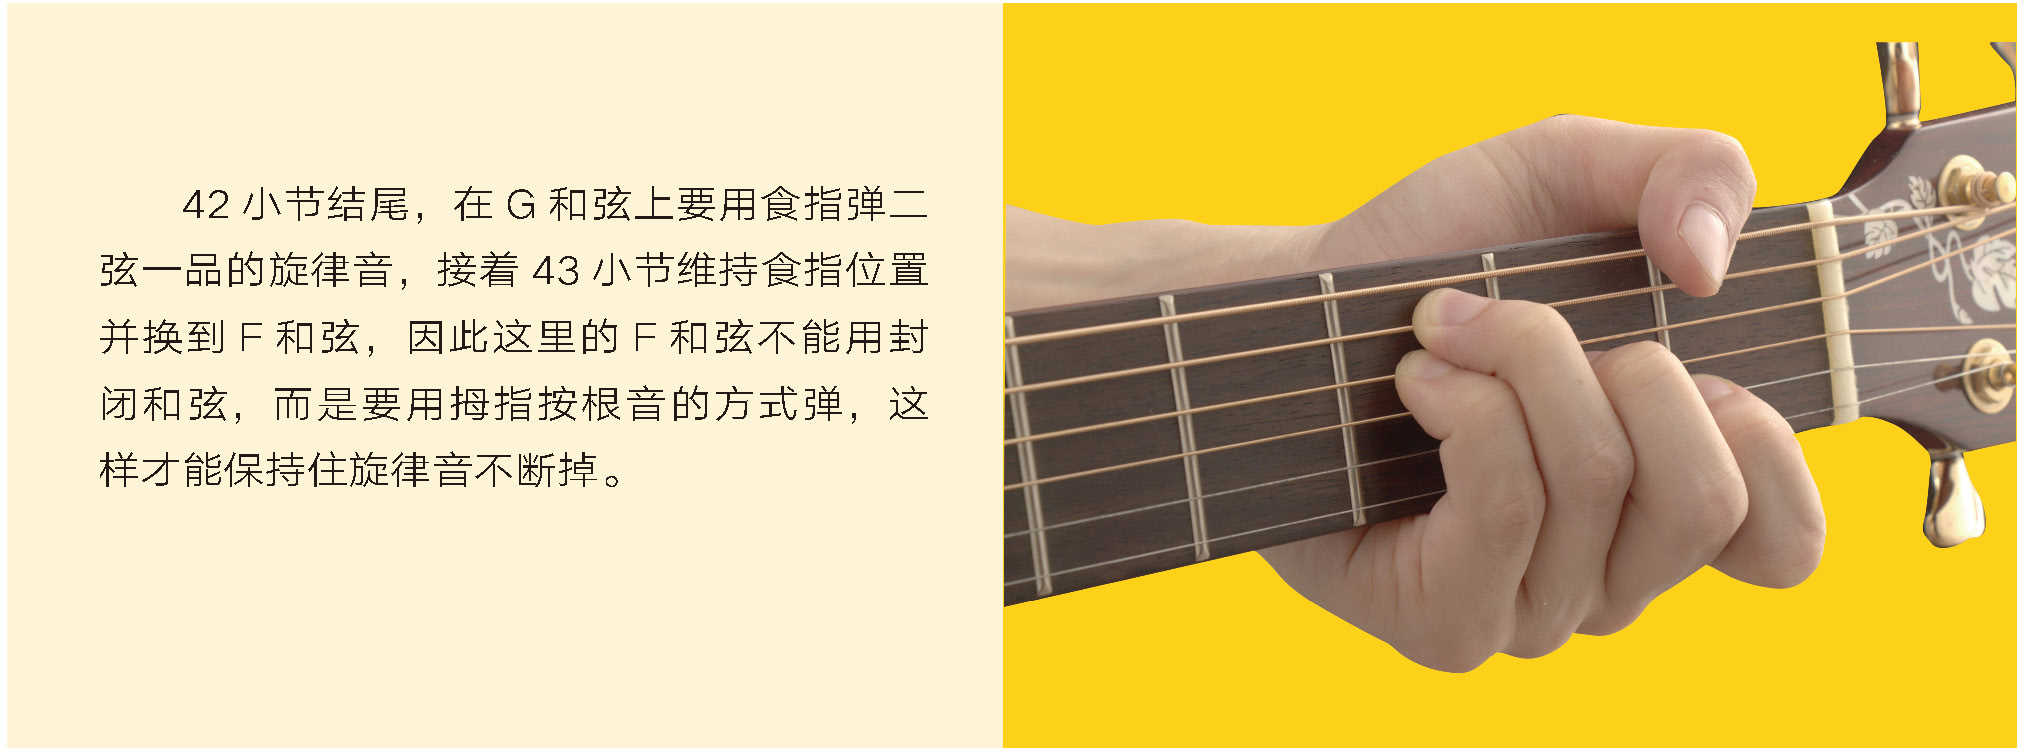 42 小节结尾，在 G 和弦上要用食指弹二
弦一品的旋律音，接着 43 小节维持食指位置
并换到 F 和弦，因此这里的 F 和弦不能用封
闭和弦，而是要用拇指按根音的方式弹，这
样才能保持住旋律音不断掉。